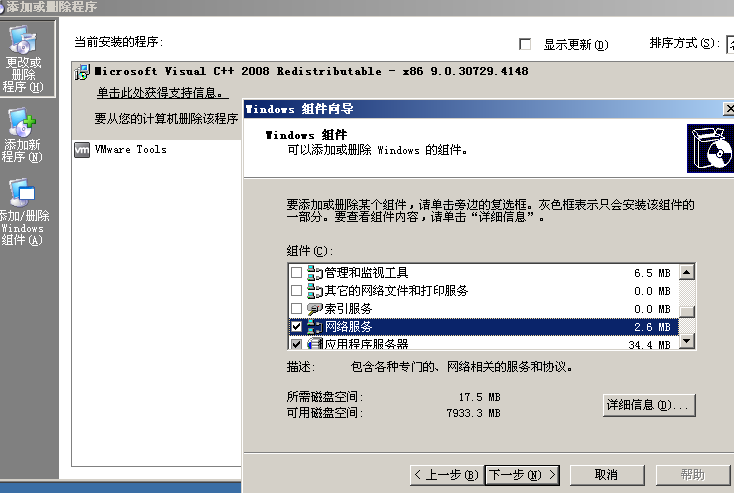 添加或删除程序
当前安装的程序:
显示更新(D)
排序方式(S):
更改或
删除
程序(H)
Microsoft Visual C++ 2008 Redistributable - x86 9.0.30729.4148
单击此处获得支持信息。
要从您的计算机删除该程序
添加新
程序(N)
vm VMware Tools
添加/删除
Windows
组件(A)
Windows 组件向导
Windows 组件
可以添加或删除 Windows 的组件。
要添加或删除某个组件，请单击旁边的复选框。灰色框表示只会安装该组件的
一部分。要查看组件内容，请单击“详细信息”。
组件(C):
管理和监视工具 6.5 MB
其它的网络文件和打印服务 0.0 MB
索引服务 0.0 MB
网络服务 2.6 MB
应用程序服务器 34.4 MB
描述: 包含各种专门的、网络相关的服务和协议。
所需磁盘空间: 17.5 MB
可用磁盘空间: 7933.3 MB
详细信息(D)...
< 上一步(B)
下一步(N) >
取消
帮助